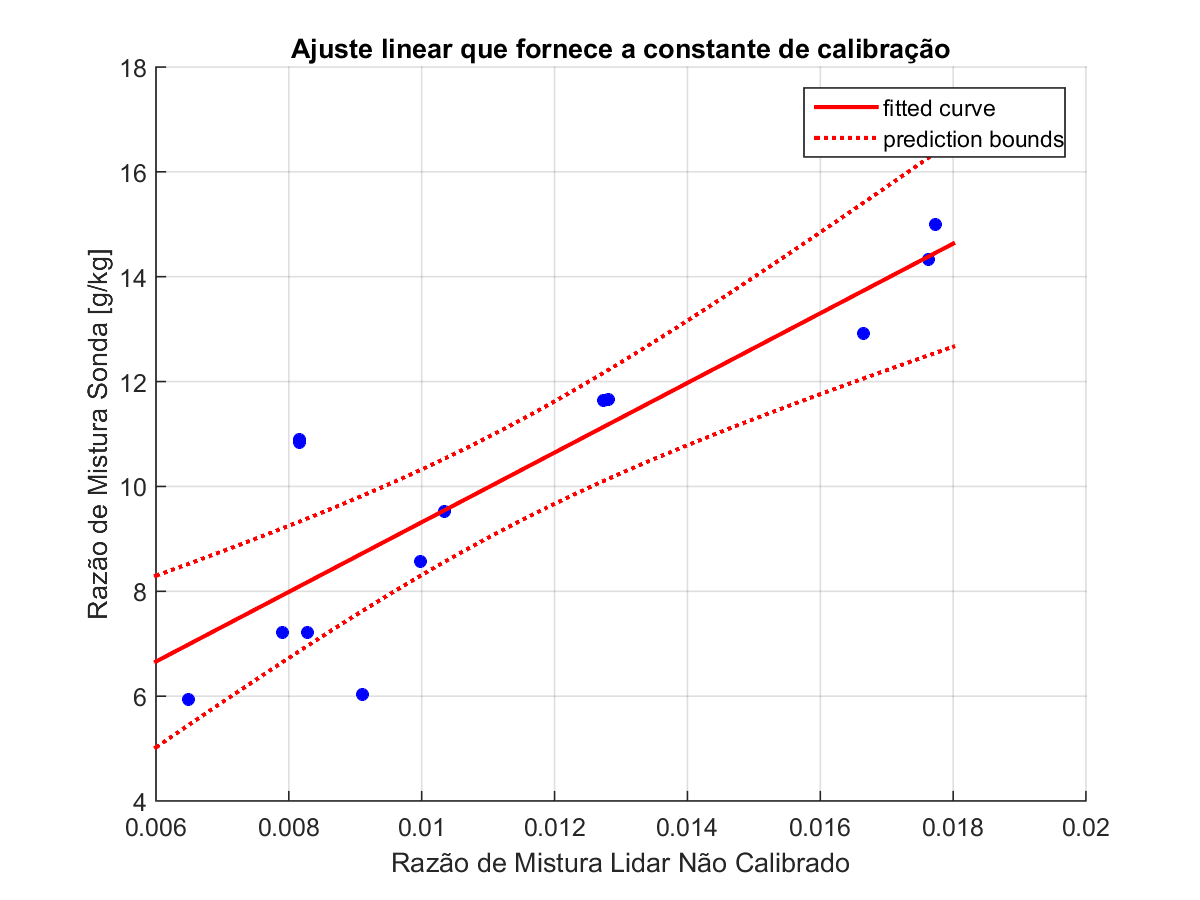 Ajuste linear que fornece a constante de calibração
fitted curve
prediction bounds
Razão de Mistura Sonda [g/kg]
18
16
14
12
10
8
6
4
0.006 0.008 0.01 0.012 0.014 0.016 0.018 0.02
Razão de Mistura Lidar Não Calibrado